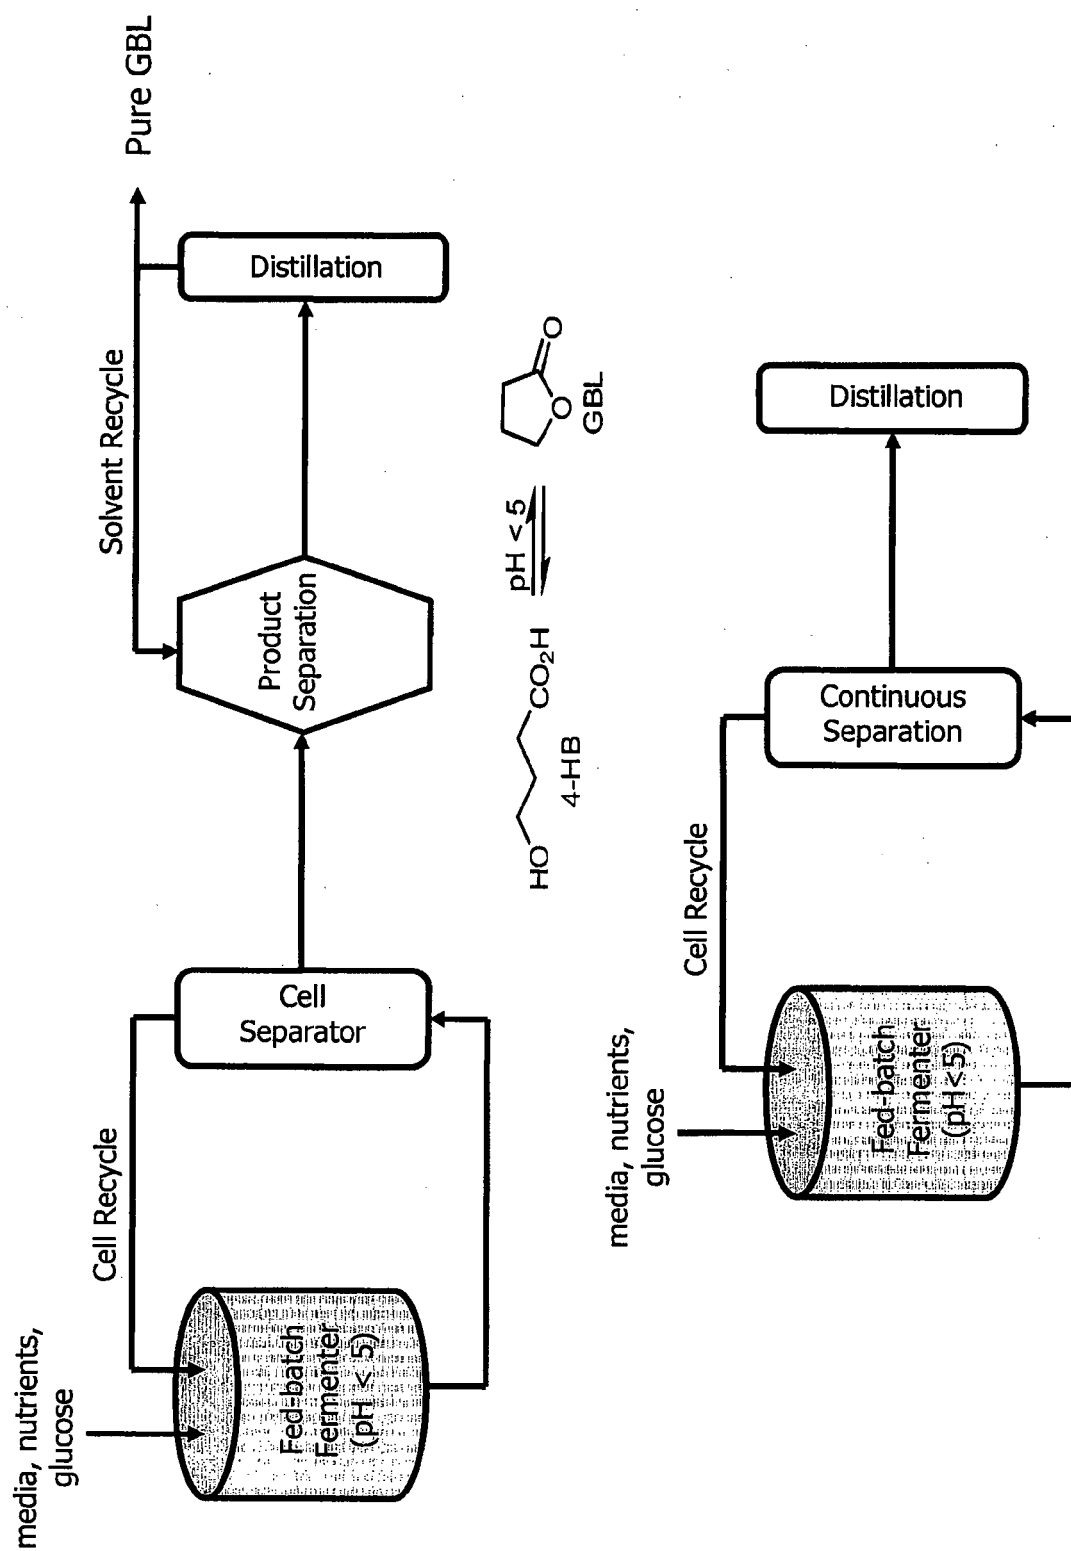 media, nutrients,
glucose
Cell Recycle
Fed-batch
Fermenter
(pH < 5)
Cell
Separator
Solvent Recycle
Product
Separation
Distillation
Pure GBL
HO
CO2H
4-HB
pH < 5
O
O
GBL
media, nutrients,
glucose
Cell Recycle
Fed-batch
Fermenter
(pH<5)
Continuous
Separation
Distillation